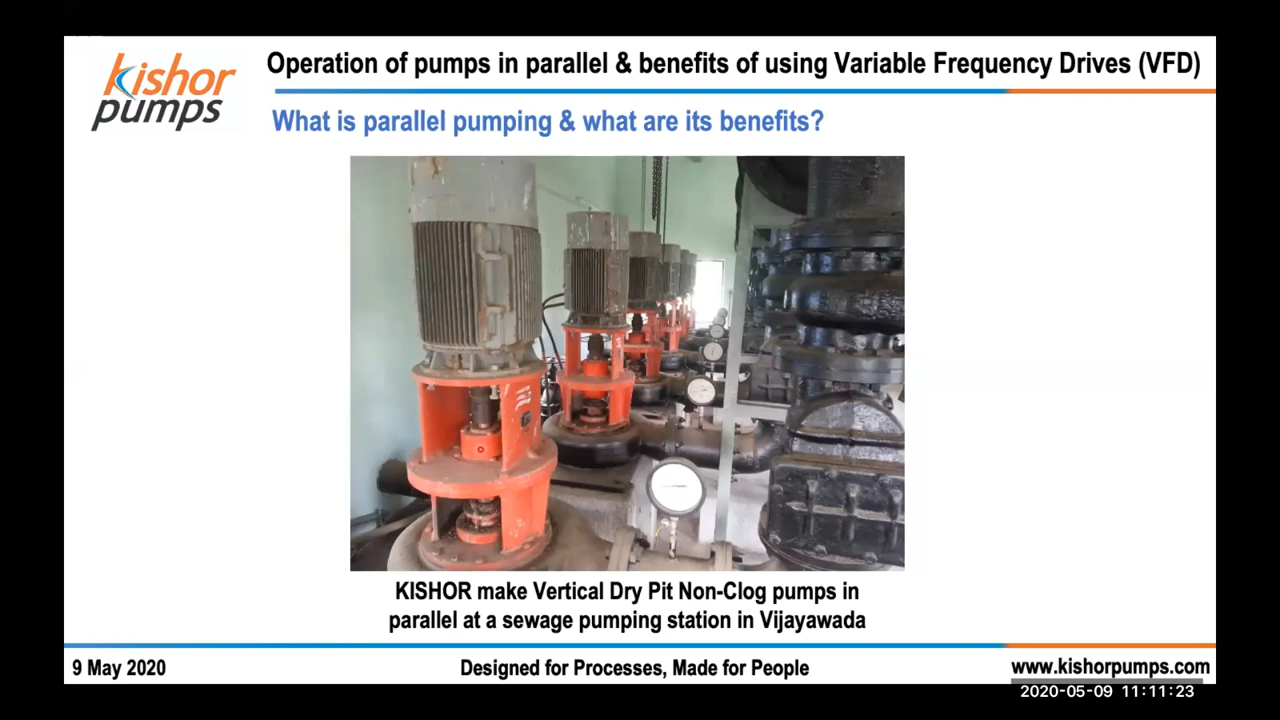 kishor
pumps
Operation of pumps in parallel & benefits of using Variable Frequency Drives (VFD)
What is parallel pumping & what are its benefits?
KISHOR make Vertical Dry Pit Non-Clog pumps in
parallel at a sewage pumping station in Vijayawada
9 May 2020
Designed for Processes, Made for People
www.kishorpumps.com
2020-05-09 11:11:23